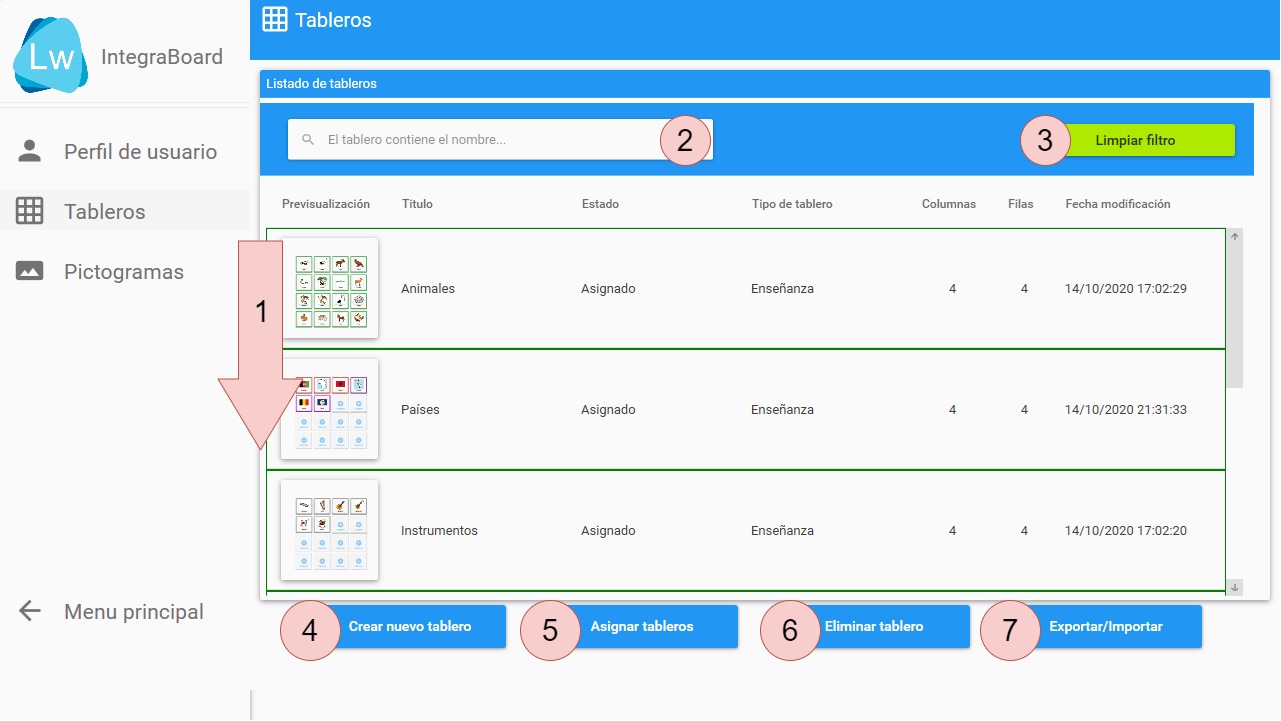 Lw IntegraBoard
Tableros
Perfil de usuario
Tableros
Pictogramas
Menu principal
Listado de tableros
El tablero contiene el nombre... 2
3 Limpiar filtro
Previsualización Titulo Estado Tipo de tablero Columnas Filas Fecha modificación
1
Animales Asignado Enseñanza 4 4 14/10/2020 17:02:29
Países Asignado Enseñanza 4 4 14/10/2020 21:31:33
Instrumentos Asignado Enseñanza 4 4 14/10/2020 17:02:20
4 Crear nuevo tablero
5 Asignar tableros
6 Eliminar tablero
7 Exportar/Importar